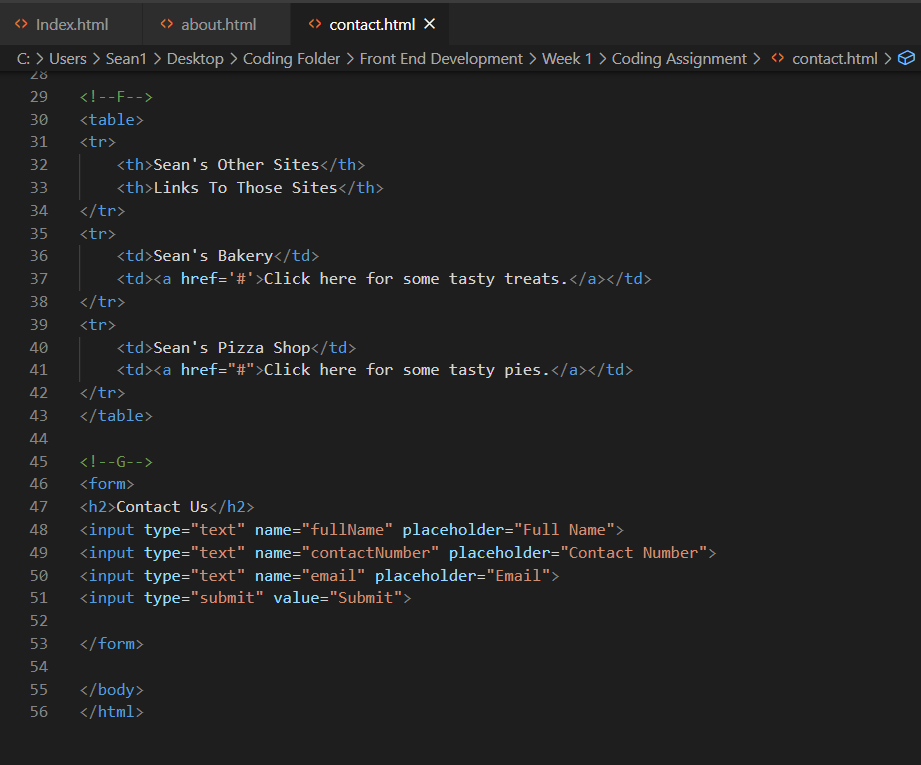 Index.html about.html contact.html ×
C: > Users > Sean1 > Desktop > Coding Folder > Front End Development > Week 1 > Coding Assignment > contact.html >
28
29 <!--F-->
30 <table>
31 <tr>
32     <th>Sean's Other Sites</th>
33     <th>Links To Those Sites</th>
34 </tr>
35 <tr>
36     <td>Sean's Bakery</td>
37     <td><a href='#'>Click here for some tasty treats.</a></td>
38 </tr>
39 <tr>
40     <td>Sean's Pizza Shop</td>
41     <td><a href="#">Click here for some tasty pies.</a></td>
42 </tr>
43 </table>
44
45 <!--G-->
46 <form>
47 <h2>Contact Us</h2>
48 <input type="text" name="fullName" placeholder="Full Name">
49 <input type="text" name="contactNumber" placeholder="Contact Number">
50 <input type="text" name="email" placeholder="Email">
51 <input type="submit" value="Submit">
52
53 </form>
54
55 </body>
56 </html>